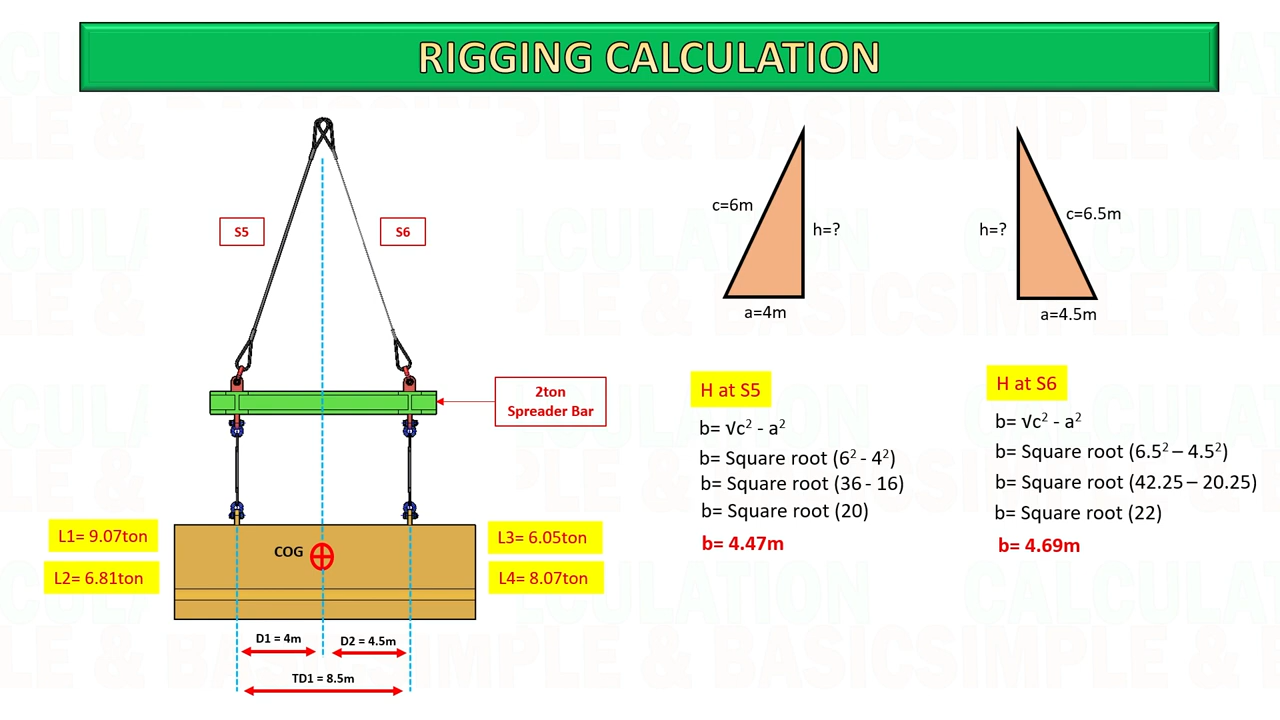 RIGGING CALCULATION
S5
S6
2ton
Spreader Bar
L1= 9.07ton
L2= 6.81ton
COG
L3= 6.05ton
L4= 8.07ton
D1 = 4m
D2 = 4.5m
TD1 = 8.5m
c=6m
h=?
a=4m
h=?
c=6.5m
a=4.5m
H at S5
b= √c² - a²
b= Square root (6² - 4²)
b= Square root (36 - 16)
b= Square root (20)
b= 4.47m
H at S6
b= √c² - a²
b= Square root (6.5² – 4.5²)
b= Square root (42.25 – 20.25)
b= Square root (22)
b= 4.69m